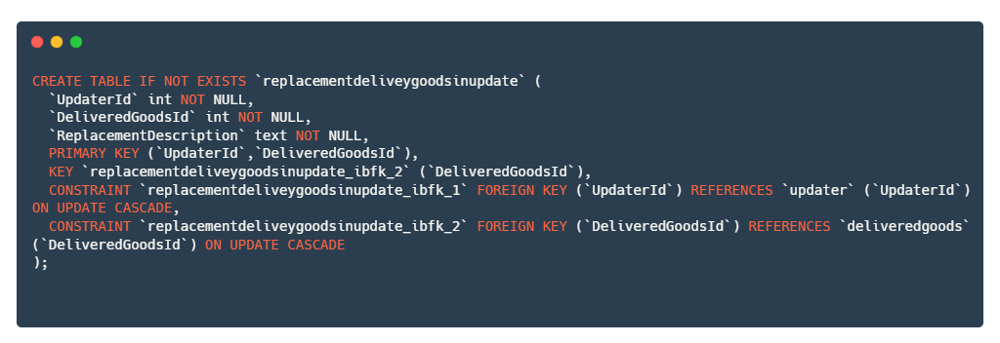 CREATE TABLE IF NOT EXISTS `replacementdeliveygoodsinupdate` (
  `UpdaterId` int NOT NULL,
  `DeliveredGoodsId` int NOT NULL,
  `ReplacementDescription` text NOT NULL,
  PRIMARY KEY (`UpdaterId`,`DeliveredGoodsId`),
  KEY `replacementdeliveygoodsinupdate_ibfk_2` (`DeliveredGoodsId`),
  CONSTRAINT `replacementdeliveygoodsinupdate_ibfk_1` FOREIGN KEY (`UpdaterId`) REFERENCES `updater` (`UpdaterId`)
ON UPDATE CASCADE,
  CONSTRAINT `replacementdeliveygoodsinupdate_ibfk_2` FOREIGN KEY (`DeliveredGoodsId`) REFERENCES `deliveredgoods`
(`DeliveredGoodsId`) ON UPDATE CASCADE
);